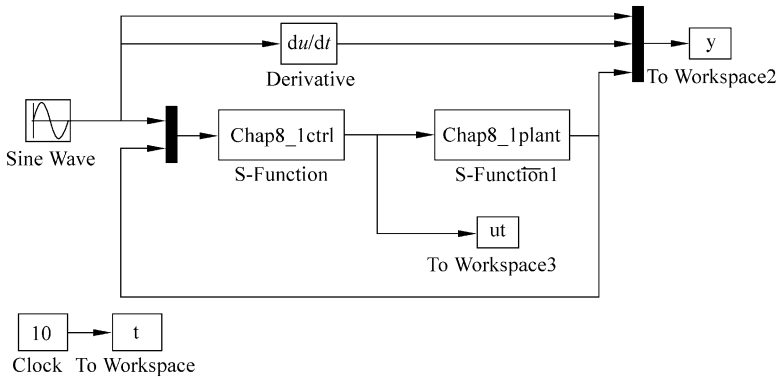 du/dt
y
Derivative
To Workspace2
Chap8_1ctrl
Chap8_1plant
Sine Wave
S-Function
S-Function1
ut
To Workspace3
10
t
Clock
To Workspace